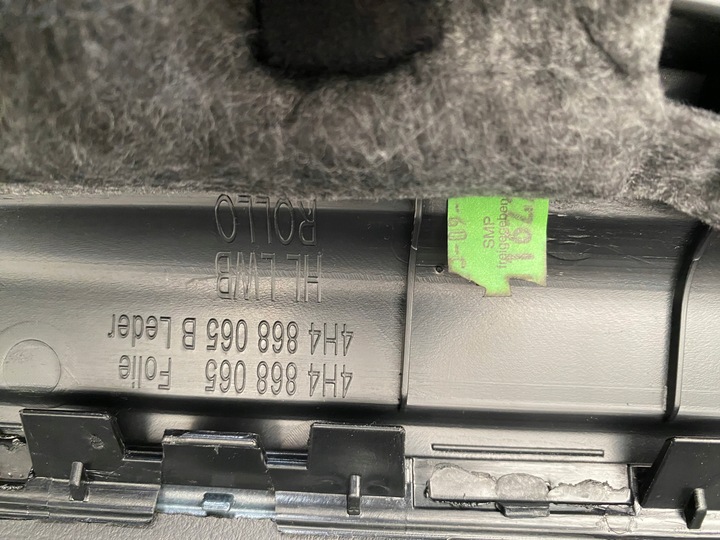 4H4 868 065 Folie
4H4 868 065 B Leder
HL LWB
ROLLO
SMP
freigegeben